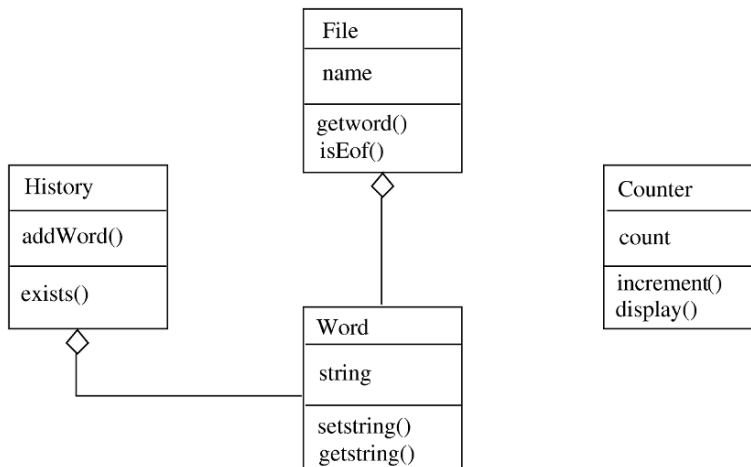 File
name
getword()
isEof()
History
addWord()
exists()
Counter
count
increment()
display()
Word
string
setstring()
getstring()